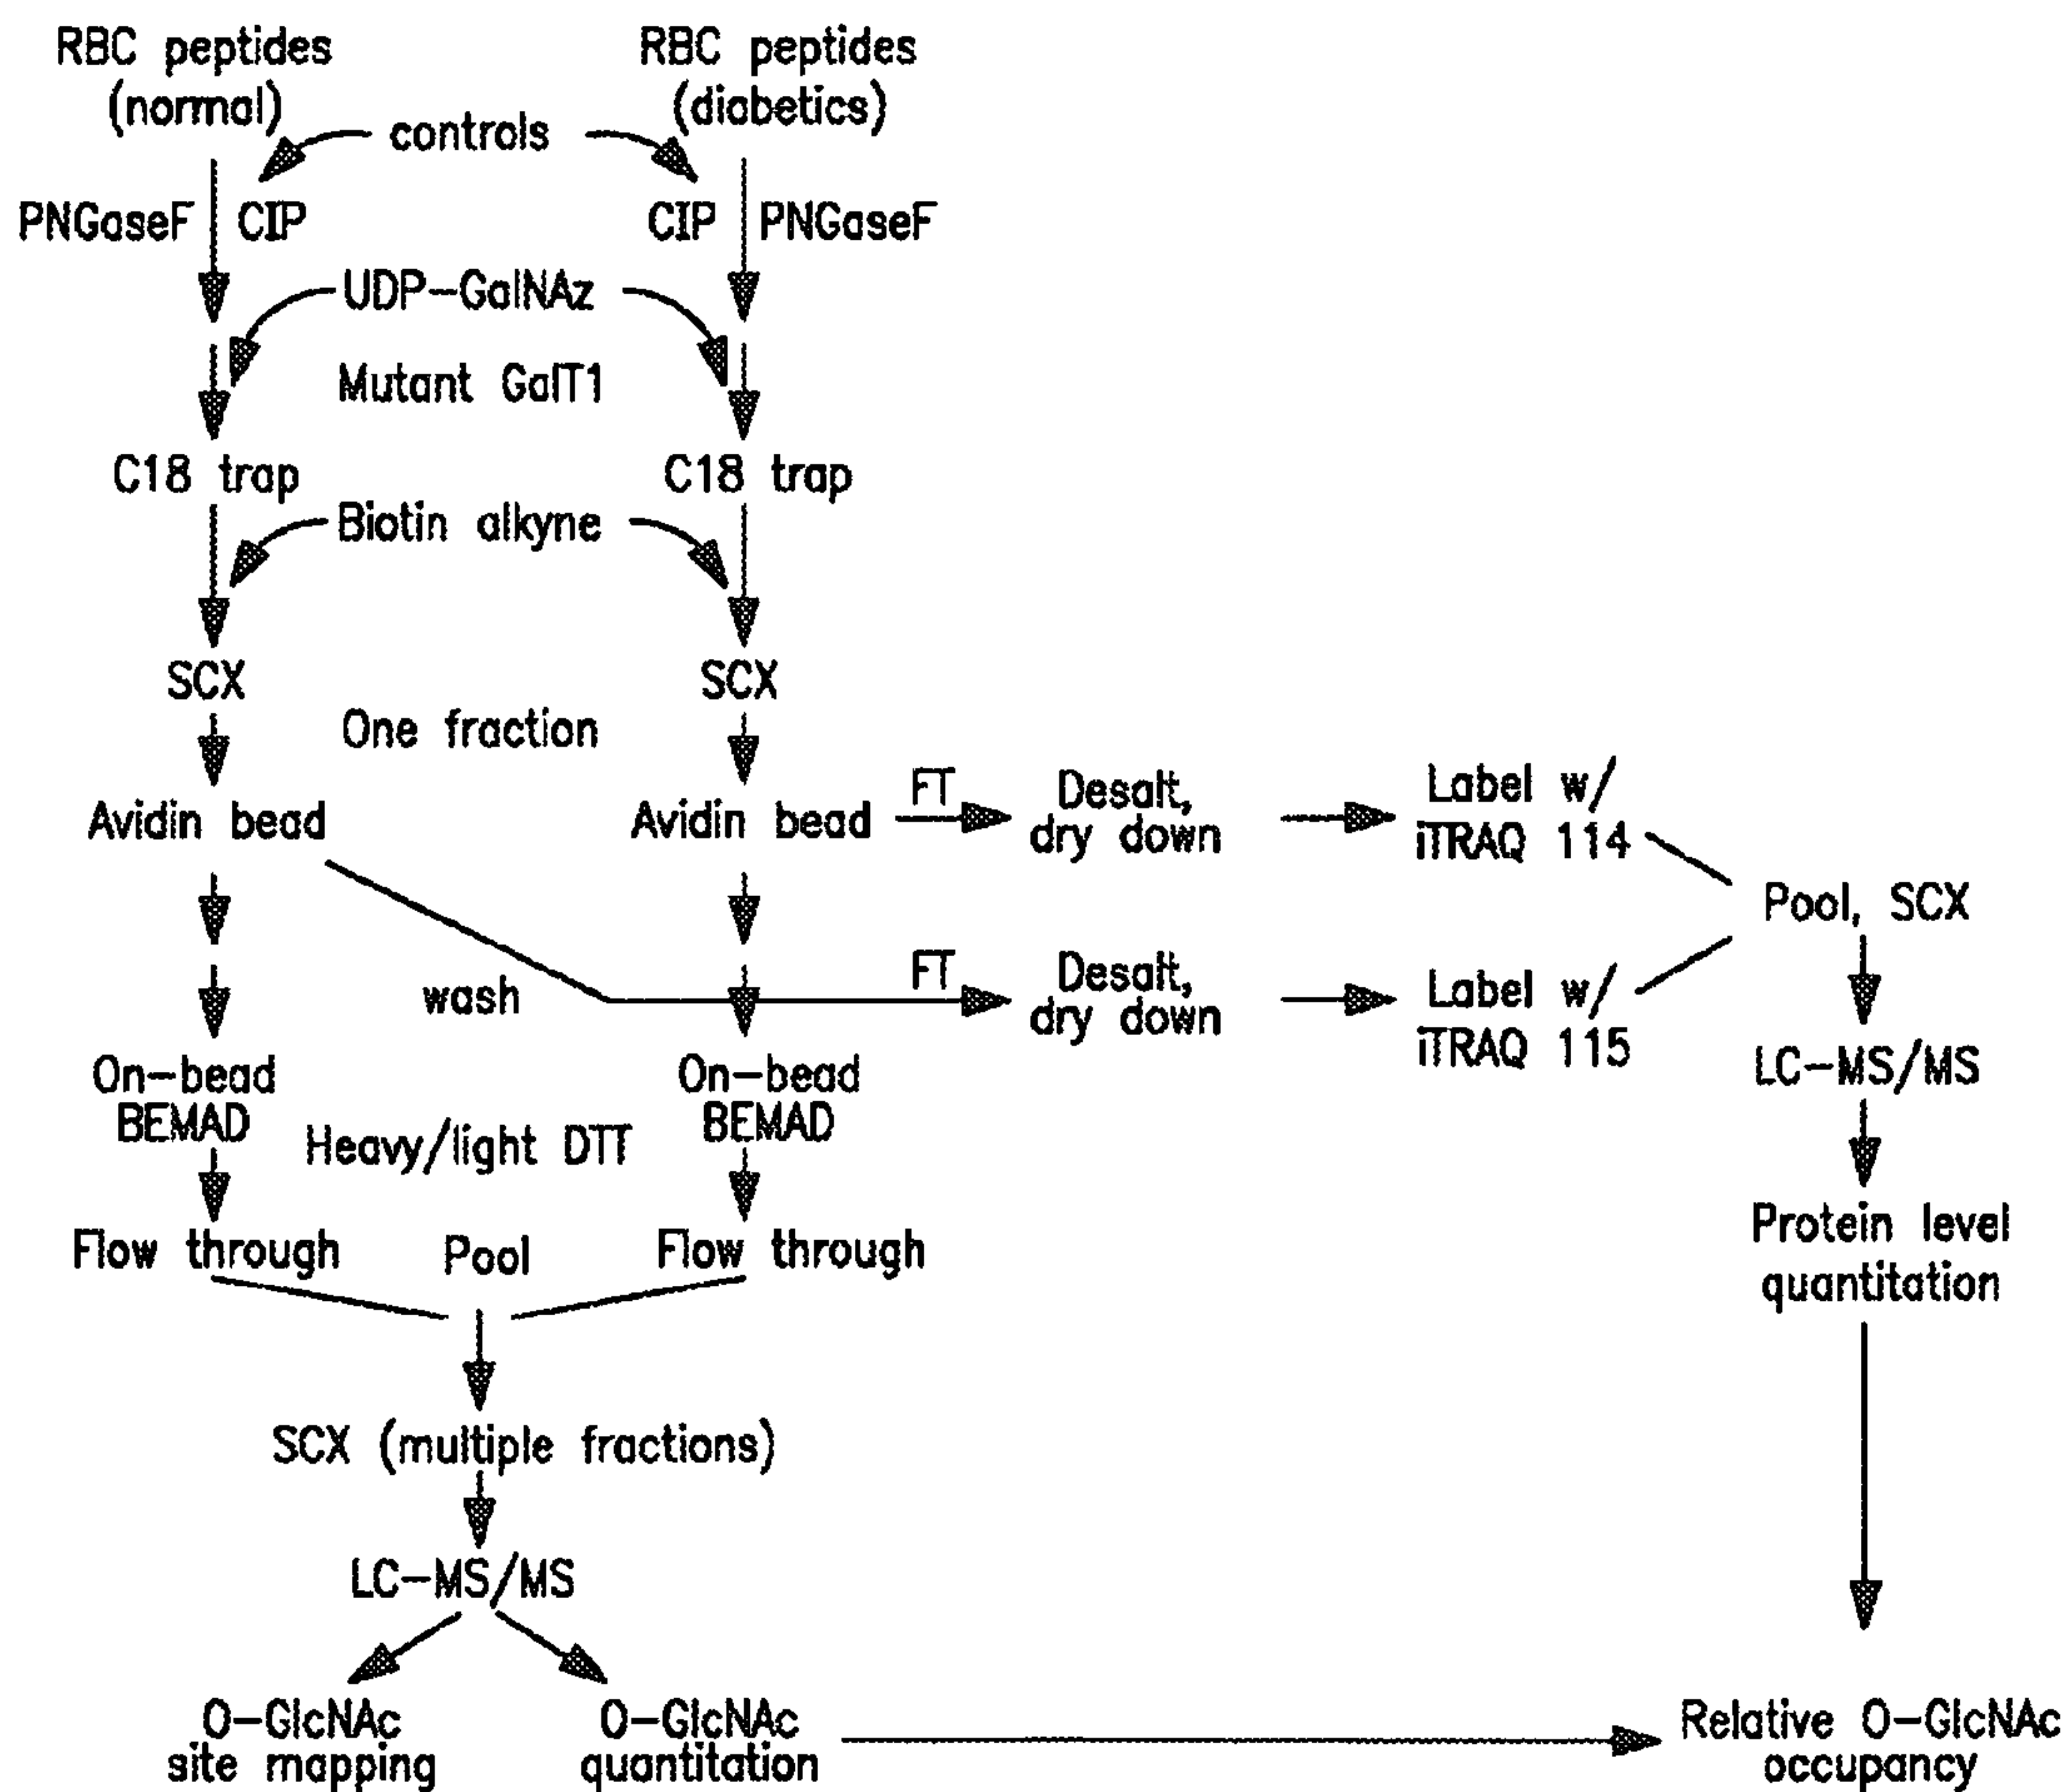 RBC peptides
(normal)
RBC peptides
(diabetics)
controls
PNGaseF
CIP
CIP
PNGaseF
UDP-GalNAz
Mutant GalT1
C18 trap
C18 trap
Biotin alkyne
SCX
SCX
One fraction
Avidin bead
Avidin bead
FT
Desalt,
dry down
Label w/
iTRAQ 114
Pool, SCX
wash
FT
Desalt,
dry down
Label w/
iTRAQ 115
LC-MS/MS
On-bead
BEMAD
On-bead
BEMAD
Heavy/light DTT
Flow through
Pool
Flow through
Protein level
quantitation
SCX (multiple fractions)
LC-MS/MS
O-GlcNAc
site mapping
O-GlcNAc
quantitation
Relative O-GlcNAc
occupancy